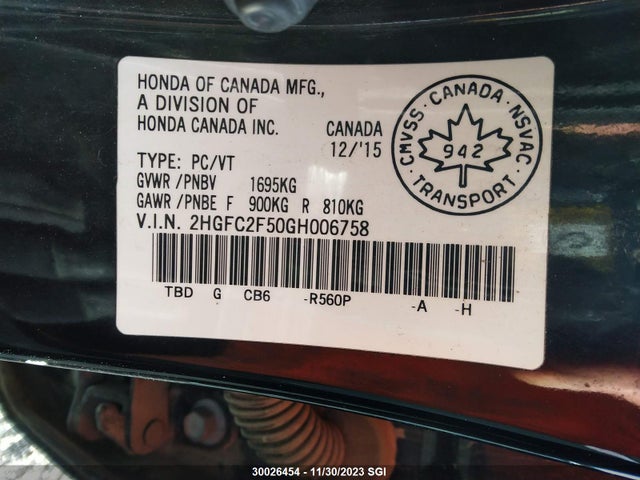 HONDA OF CANADA MFG.,
A DIVISION OF
HONDA CANADA INC. CANADA
12/'15
TYPE: PC/VT
GVWR/PNBV 1695KG
GAWR/PNBE F 900KG R 810KG
V.I.N. 2HGFC2F50GH006758
TBD G CB6 -R560P -A -H
CMVSS · CANADA · NSVAC
942
TRANSPORT
30026454 - 11/30/2023 SGI